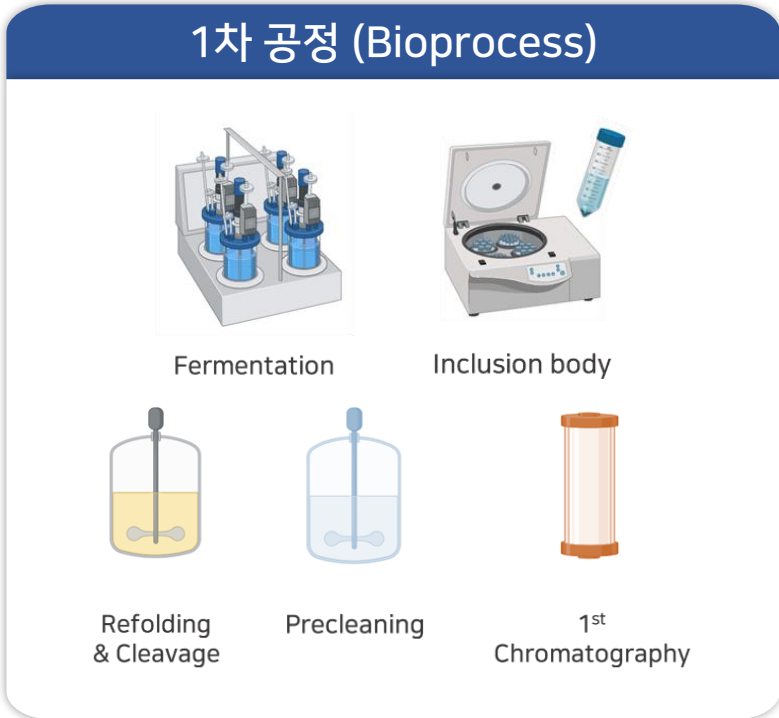 1차 공정 (Bioprocess)
Fermentation
Inclusion body
Refolding
& Cleavage
Precleaning
1st
Chromatography